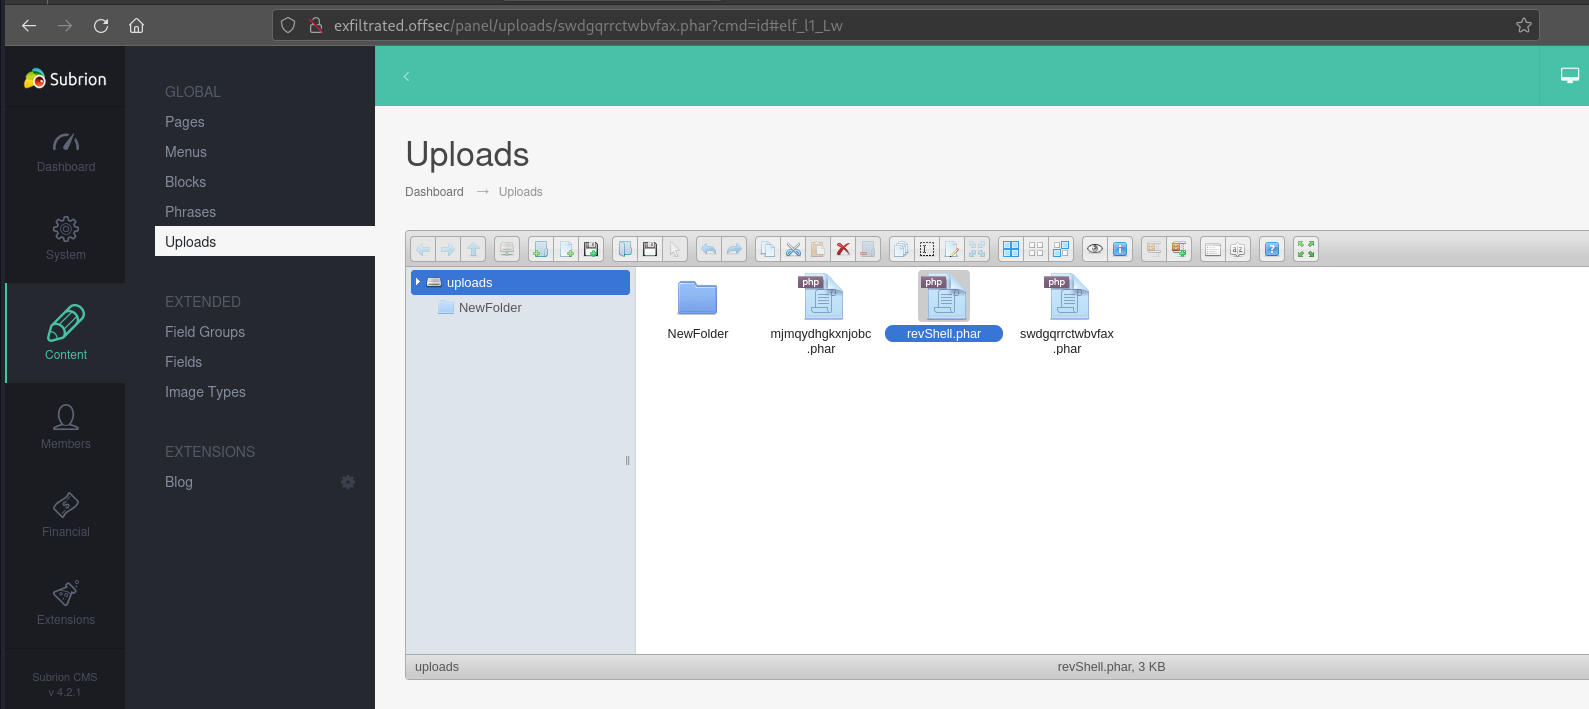 exfiltrated.offsec/panel/uploads/swdgqrrctwbvfax.phar?cmd=id#elf_l1_Lw
Subrion
Dashboard
System
Content
Members
Financial
Extensions
Subrion CMS
v 4.2.1
GLOBAL
Pages
Menus
Blocks
Phrases
Uploads
EXTENDED
Field Groups
Fields
Image Types
EXTENSIONS
Blog
Uploads
Dashboard → Uploads
uploads
NewFolder
NewFolder
php
mjmqydhgkxnjobc
.phar
php
revShell.phar
php
swdgqrrctwbvfax
.phar
uploads
revShell.phar, 3 KB